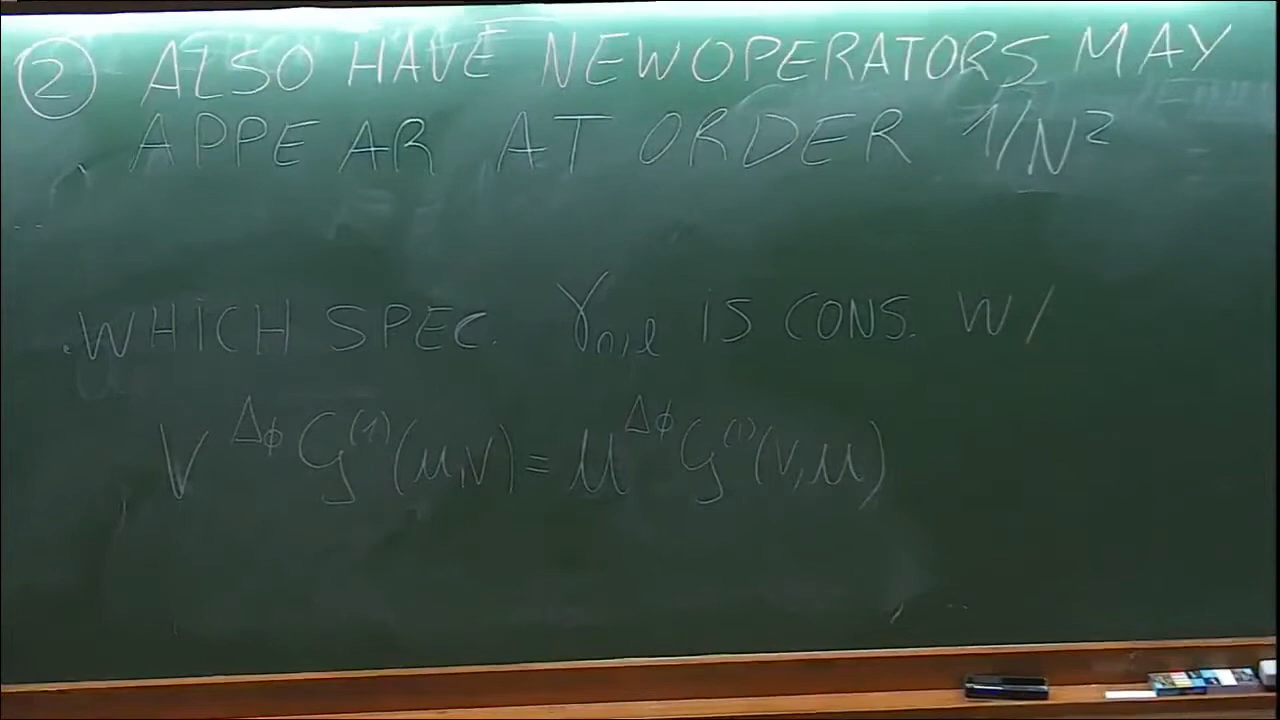 ② ALSO HAVE NEW OPERATORS MAY
APPEAR AT ORDER 1/N²
WHICH SPEC. γₙ,ₗ IS CONS. W/
V^Δϕ G^(1)(u,v) = u^Δϕ G^(1)(v,u)